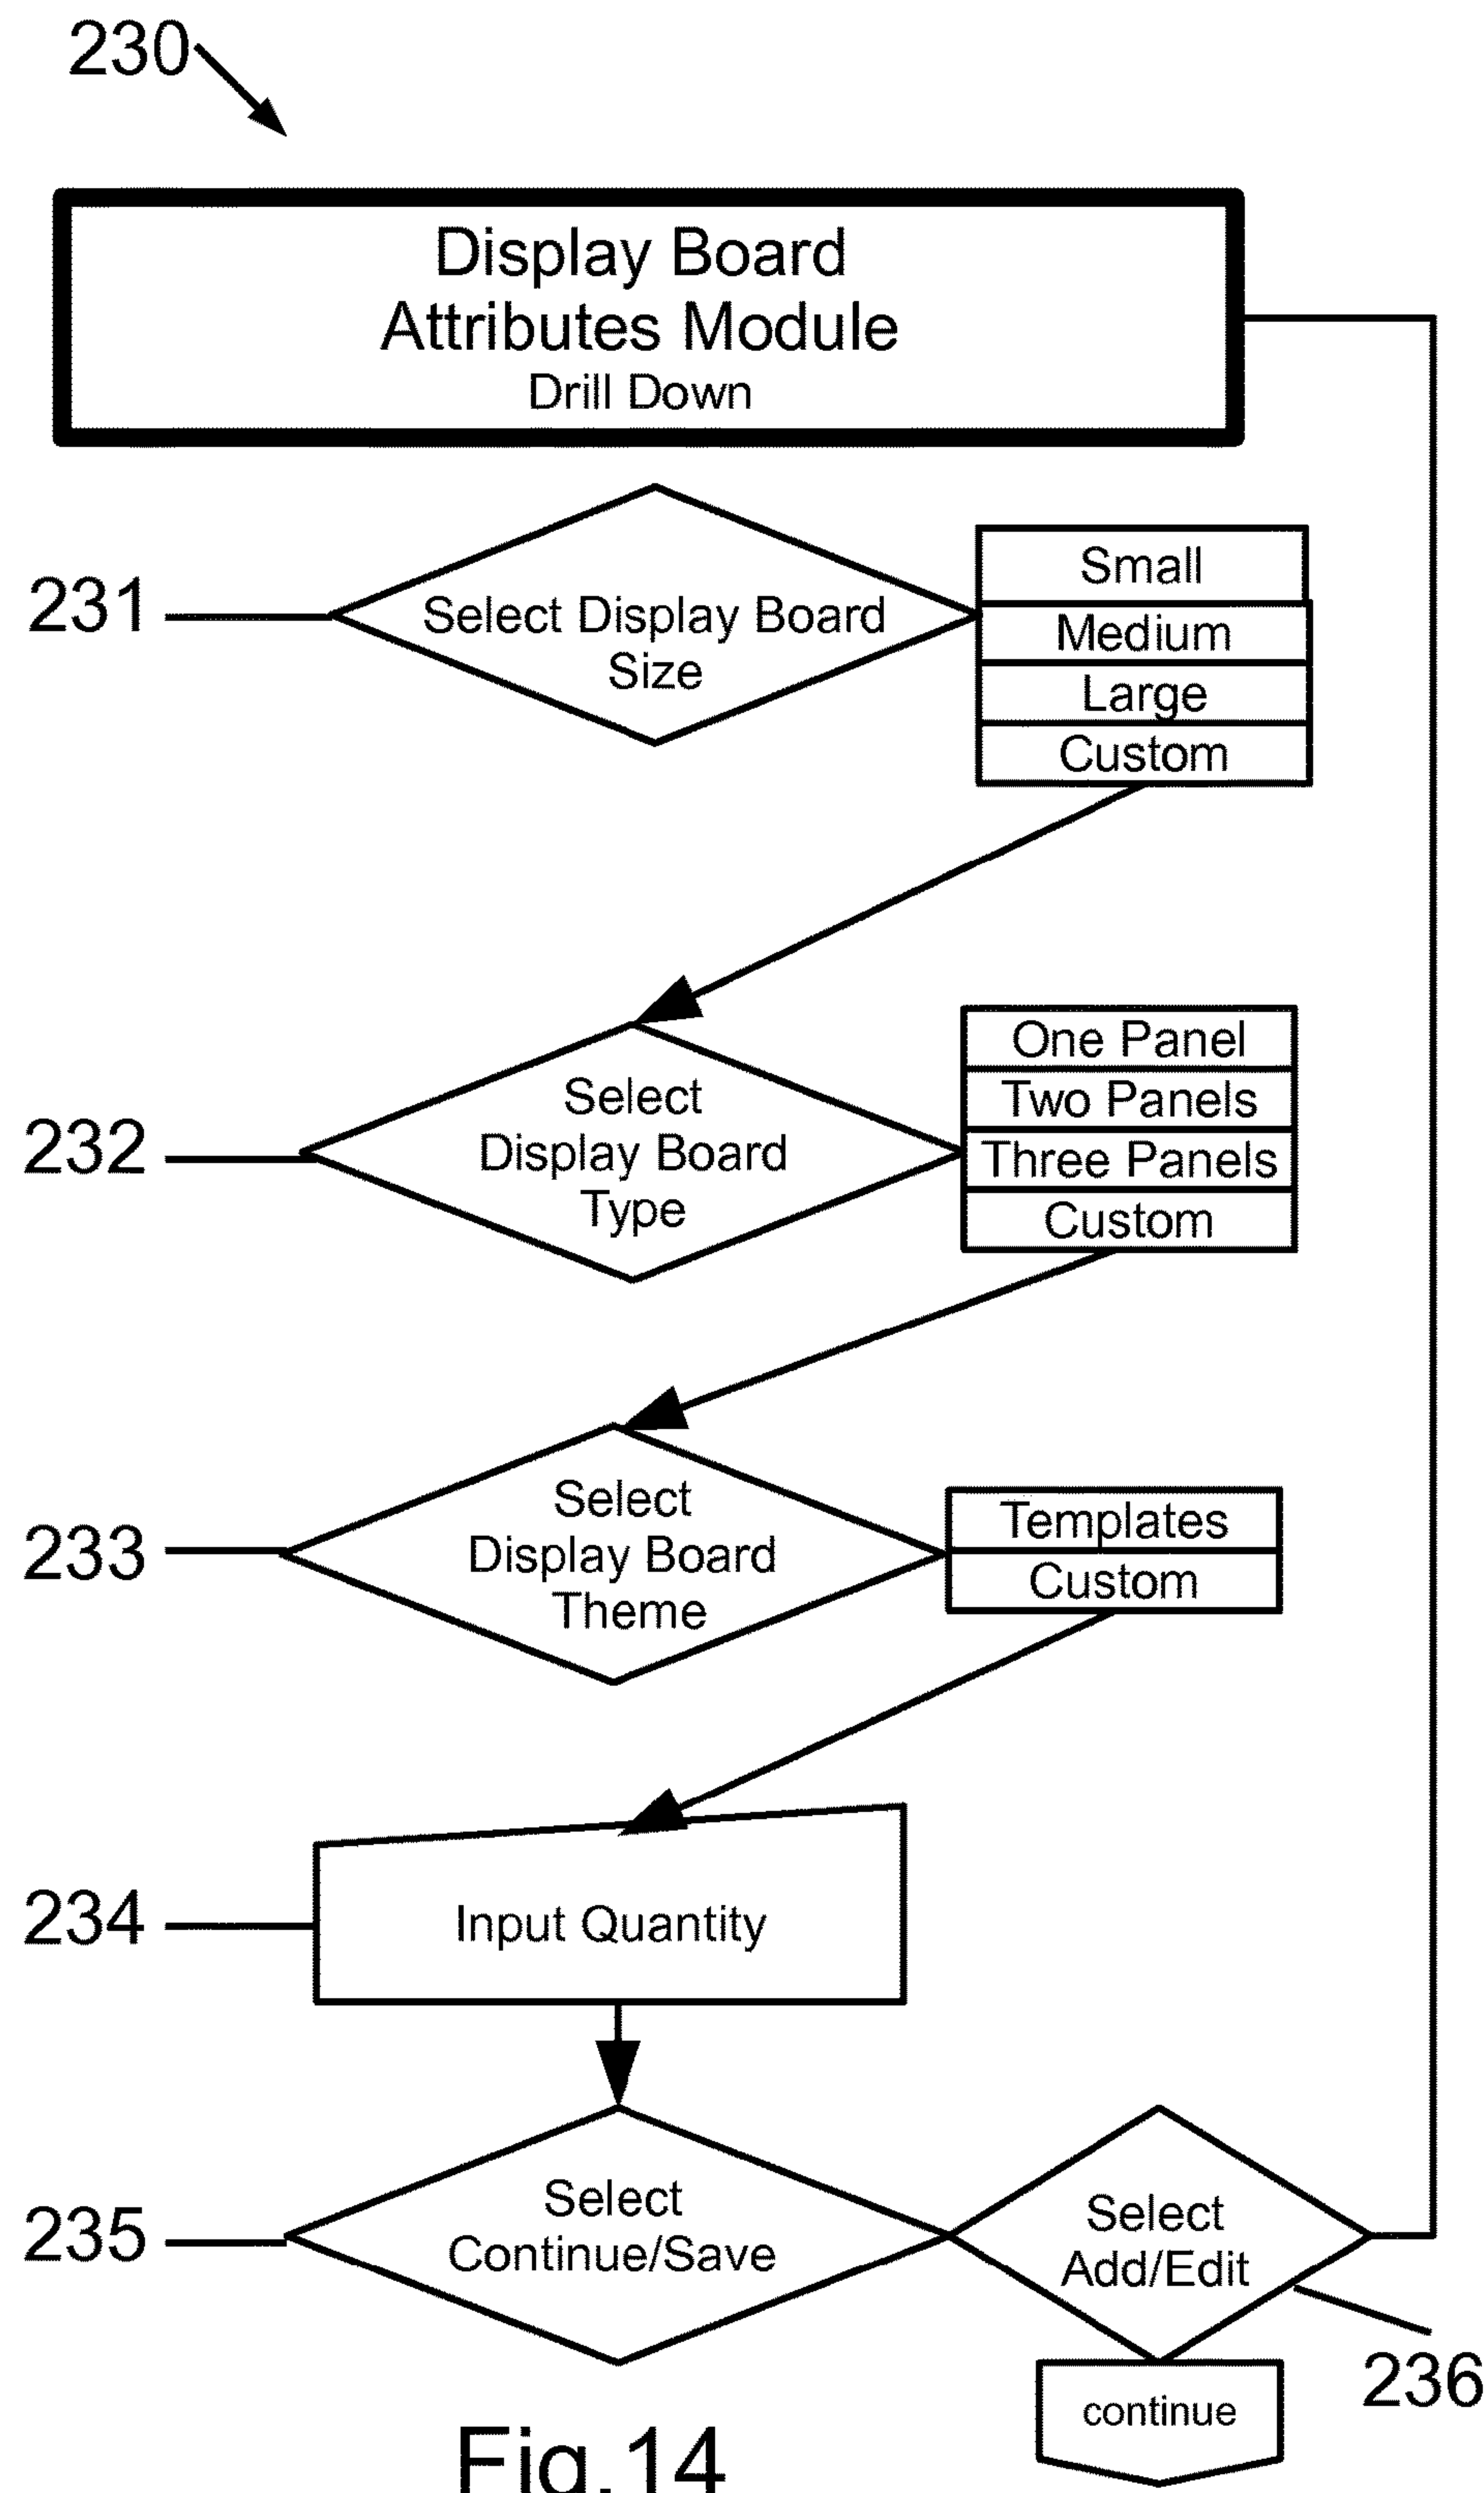 230
Display Board
Attributes Module
Drill Down
231
Select Display Board
Size
Small
Medium
Large
Custom
232
Select
Display Board
Type
One Panel
Two Panels
Three Panels
Custom
233
Select
Display Board
Theme
Templates
Custom
234
Input Quantity
235
Select
Continue/Save
Select
Add/Edit
236
continue
Fig.14